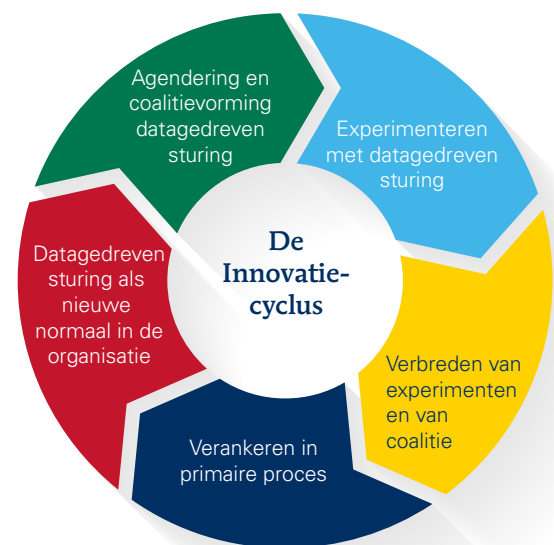 Agendering en
coalitievorming
datagedreven
sturing
Experimenteren
met datagedreven
sturing
De
Innovatie-
cyclus
Datagedreven
sturing als
nieuwe
normaal in de
organisatie
Verbreden van
experimenten
en van
coalitie
Verankeren in
primaire proces